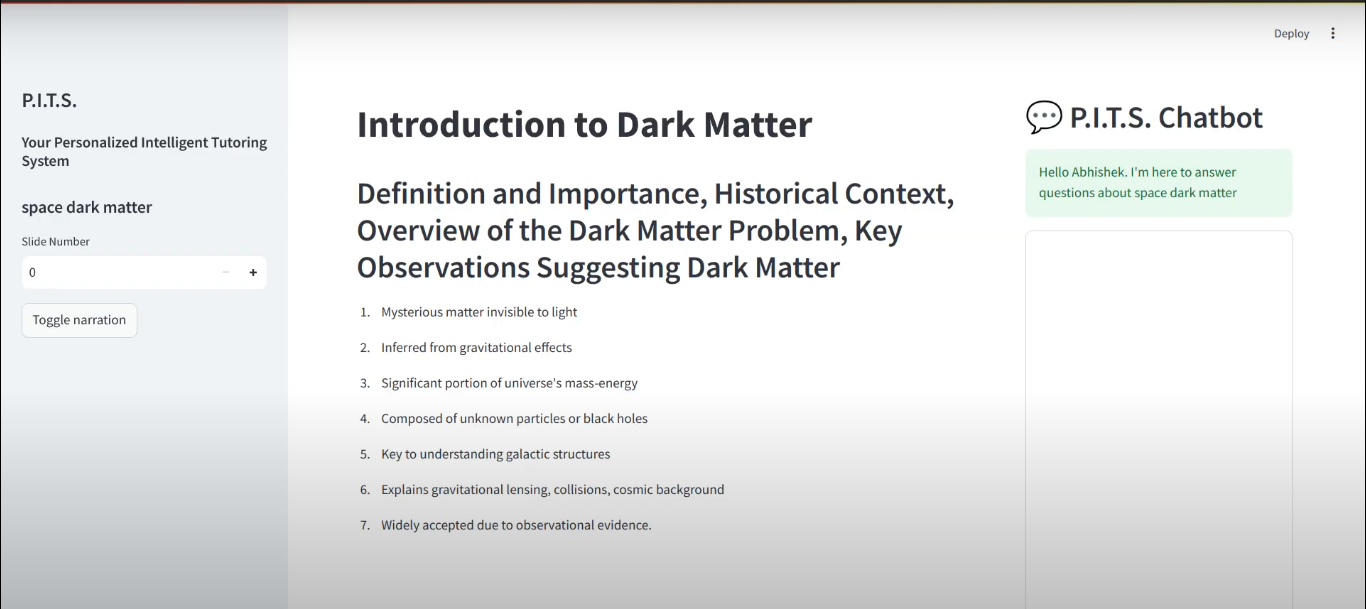 Deploy
P.I.T.S.
Your Personalized Intelligent Tutoring
System
space dark matter
Slide Number
0
Toggle narration
Introduction to Dark Matter
Definition and Importance, Historical Context,
Overview of the Dark Matter Problem, Key
Observations Suggesting Dark Matter
1. Mysterious matter invisible to light
2. Inferred from gravitational effects
3. Significant portion of universe's mass-energy
4. Composed of unknown particles or black holes
5. Key to understanding galactic structures
6. Explains gravitational lensing, collisions, cosmic background
7. Widely accepted due to observational evidence.
P.I.T.S. Chatbot
Hello Abhishek. I'm here to answer
questions about space dark matter